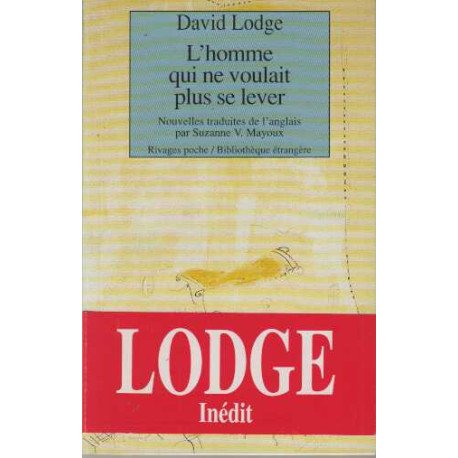 David Lodge
L'homme
qui ne voulait
plus se lever
Nouvelles traduites de l'anglais
par Suzanne V. Mayoux
Rivages poche / Bibliothèque étrangère
LODGE
Inédit